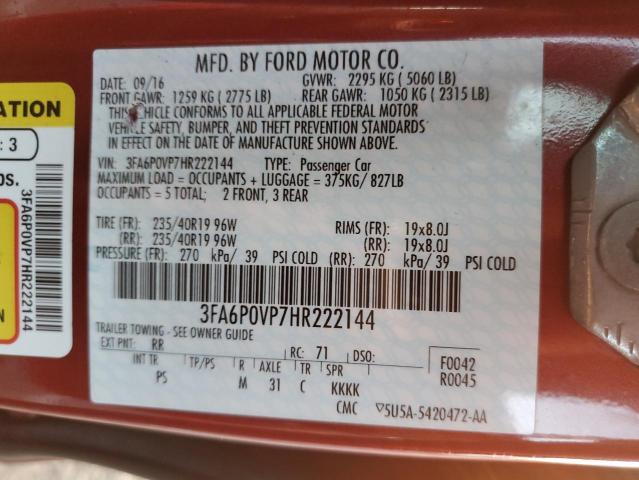 MFD. BY FORD MOTOR CO.
DATE: 09/16 GVWR: 2295 KG ( 5060 LB)
FRONT GAWR: 1259 KG ( 2775 LB) REAR GAWR: 1050 KG ( 2315 LB)
THIS VEHICLE CONFORMS TO ALL APPLICABLE FEDERAL MOTOR
VEHICLE SAFETY, BUMPER, AND THEFT PREVENTION STANDARDS
IN EFFECT ON THE DATE OF MANUFACTURE SHOWN ABOVE.
VIN: 3FA6P0VP7HR222144 TYPE: Passenger Car
MAXIMUM LOAD = OCCUPANTS + LUGGAGE = 375KG/ 827LB
OCCUPANTS = 5 TOTAL; 2 FRONT, 3 REAR
TIRE (FR): 235/40R19 96W RIMS (FR): 19x8.0J
(RR): 235/40R19 96W (RR): 19x8.0J
PRESSURE (FR): 270 kPa/ 39 PSI COLD (RR): 270 kPa/ 39 PSI COLD
3FA6P0VP7HR222144
TRAILER TOWING - SEE OWNER GUIDE
EXT PNT: RR RC: 71 DSO: F0042
R0045
INT TR TP/PS R AXLE TR SPR
PS M 31 C KKKK
CMC ▽5U5A-5420472-AA
ATION
: 3
os.
3FA6P0VP7HR222144
N